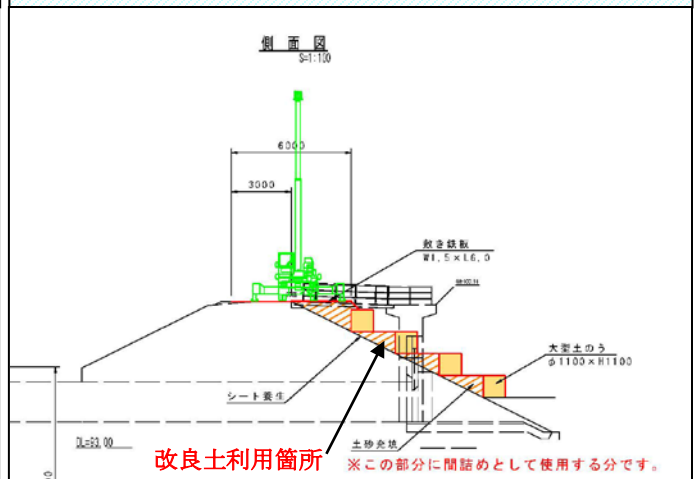 側面図
S=1:100
6000
3000
敷き鉄板
W1.5×L6.0
大型土のう
φ1100×H1100
シート養生
DL=93.00
土砂充填
改良土利用箇所
※この部分に間詰めとして使用する分です。